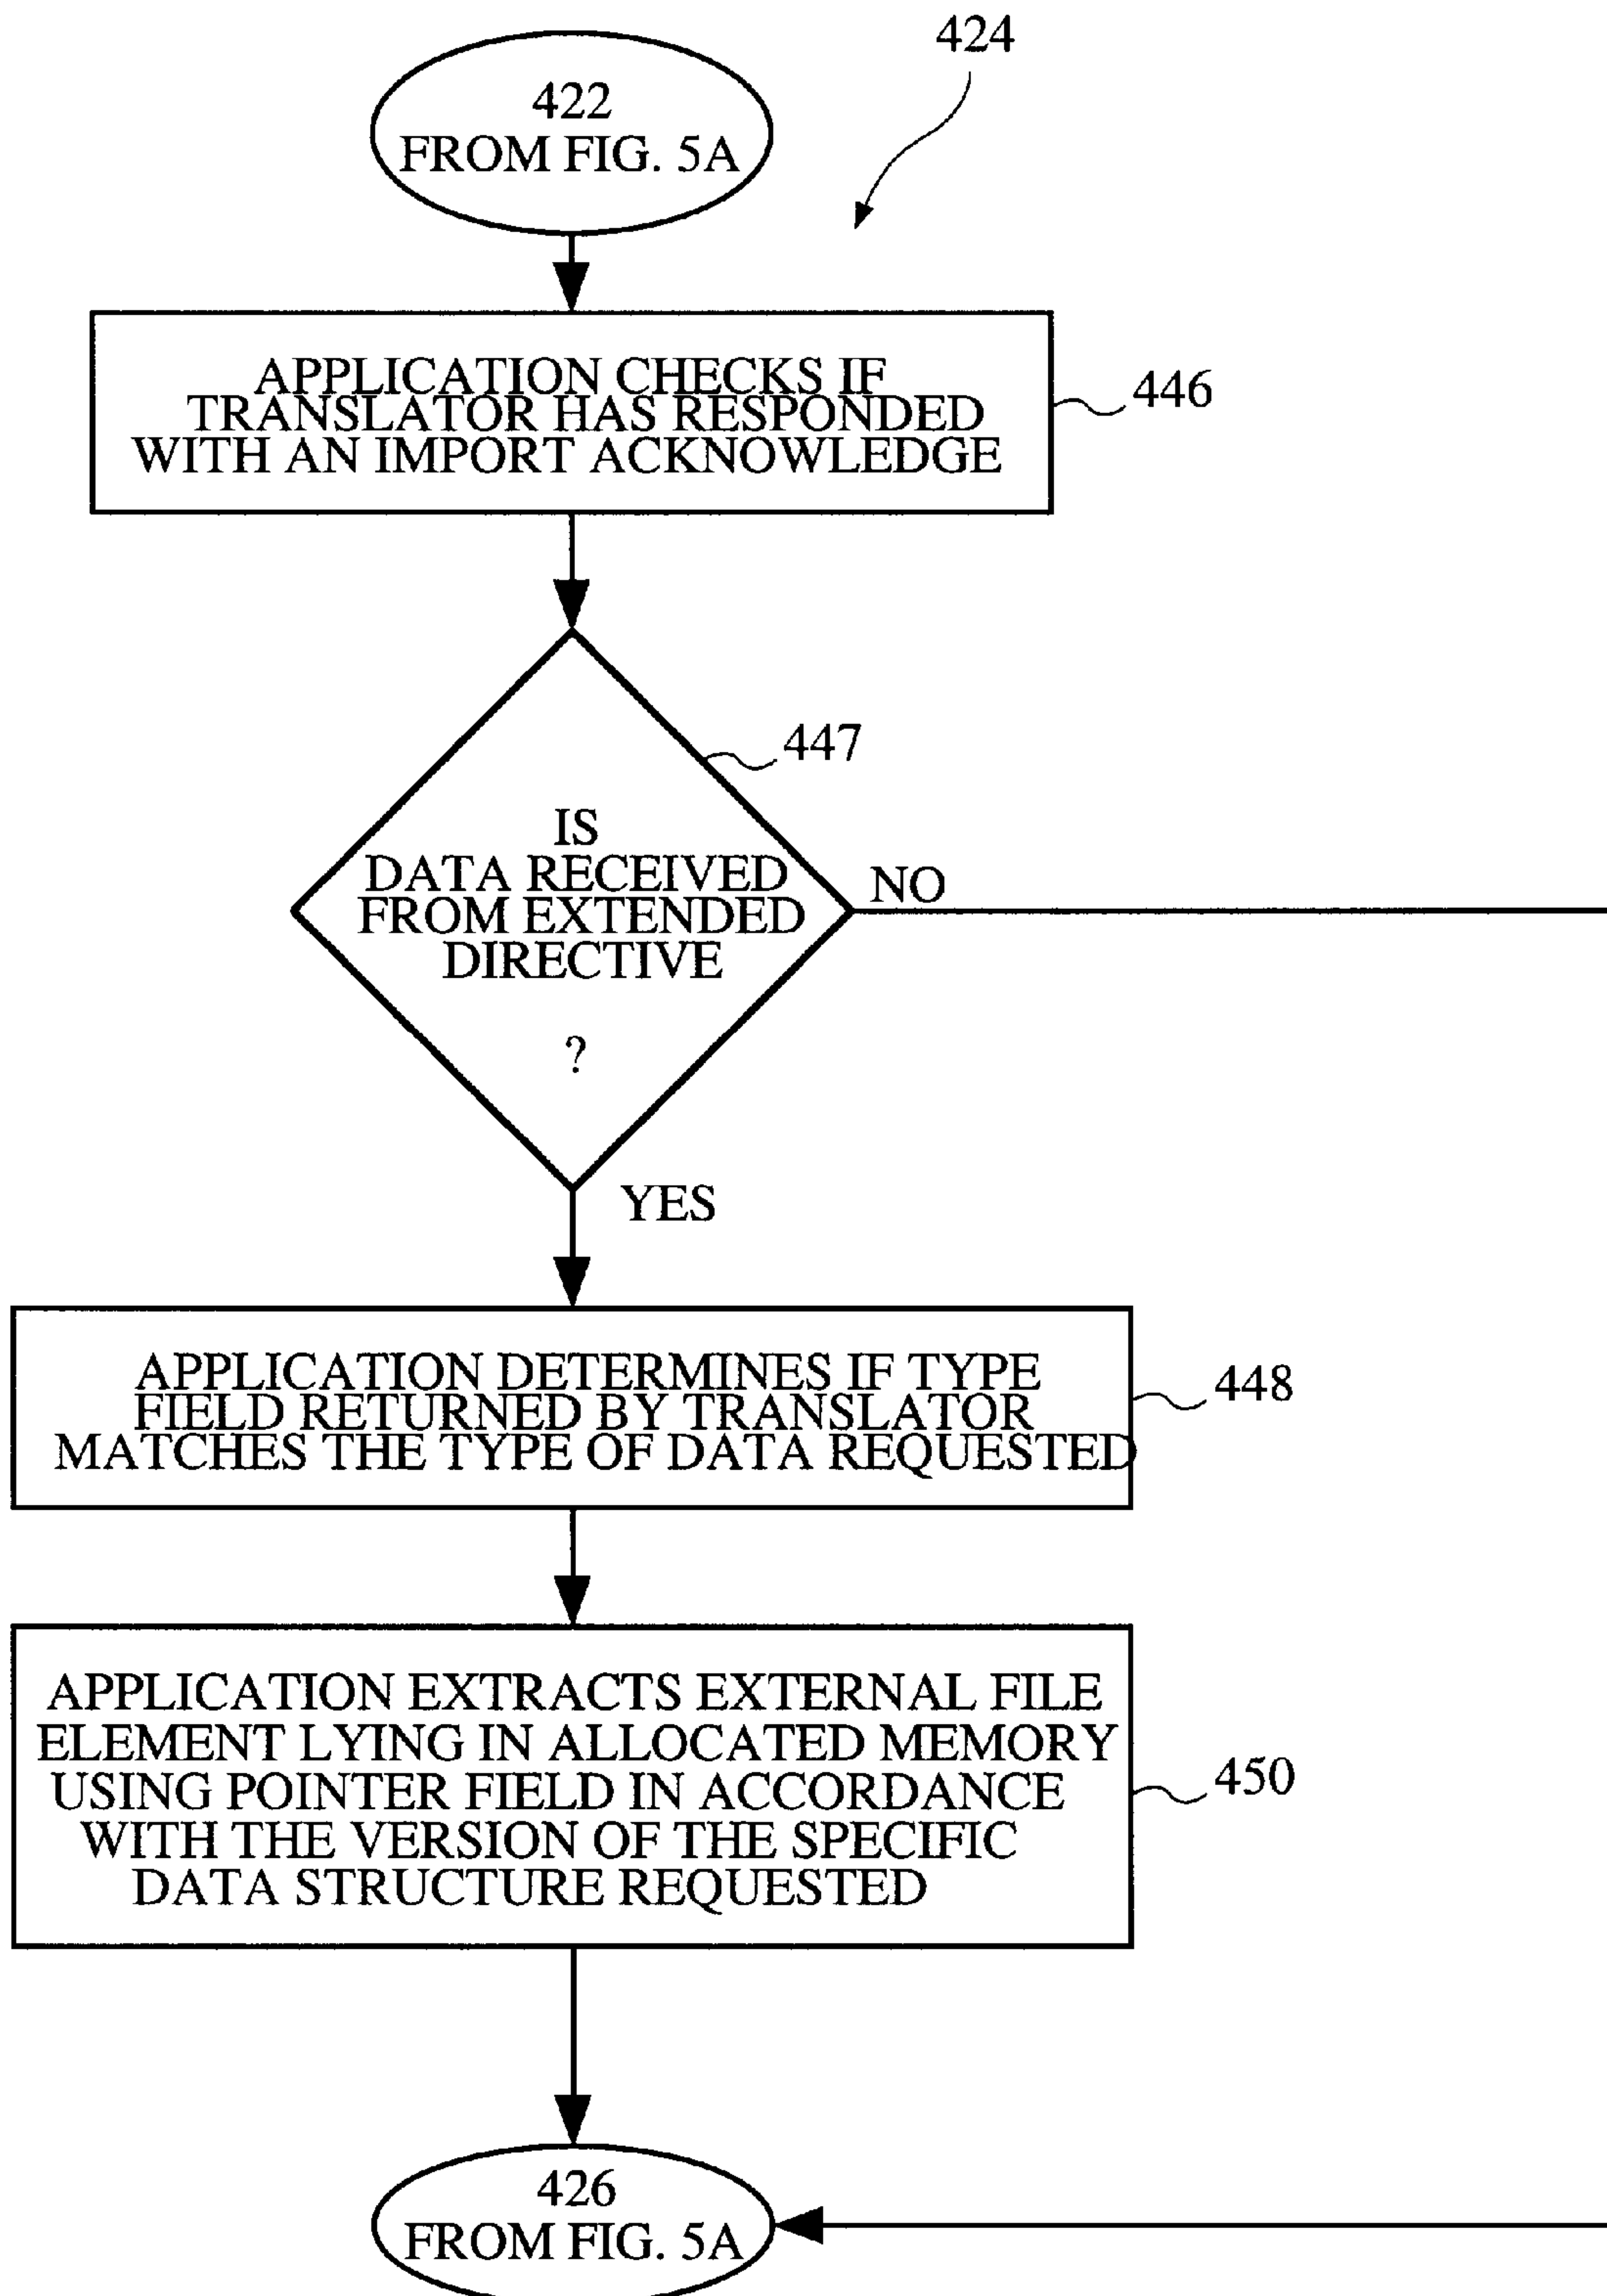 424
422
FROM FIG. 5A
APPLICATION CHECKS IF
TRANSLATOR HAS RESPONDED
WITH AN IMPORT ACKNOWLEDGE
446
447
IS
DATA RECEIVED
FROM EXTENDED
DIRECTIVE
?
NO
YES
APPLICATION DETERMINES IF TYPE
FIELD RETURNED BY TRANSLATOR
MATCHES THE TYPE OF DATA REQUESTED
448
APPLICATION EXTRACTS EXTERNAL FILE
ELEMENT LYING IN ALLOCATED MEMORY
USING POINTER FIELD IN ACCORDANCE
WITH THE VERSION OF THE SPECIFIC
DATA STRUCTURE REQUESTED
450
426
FROM FIG. 5A